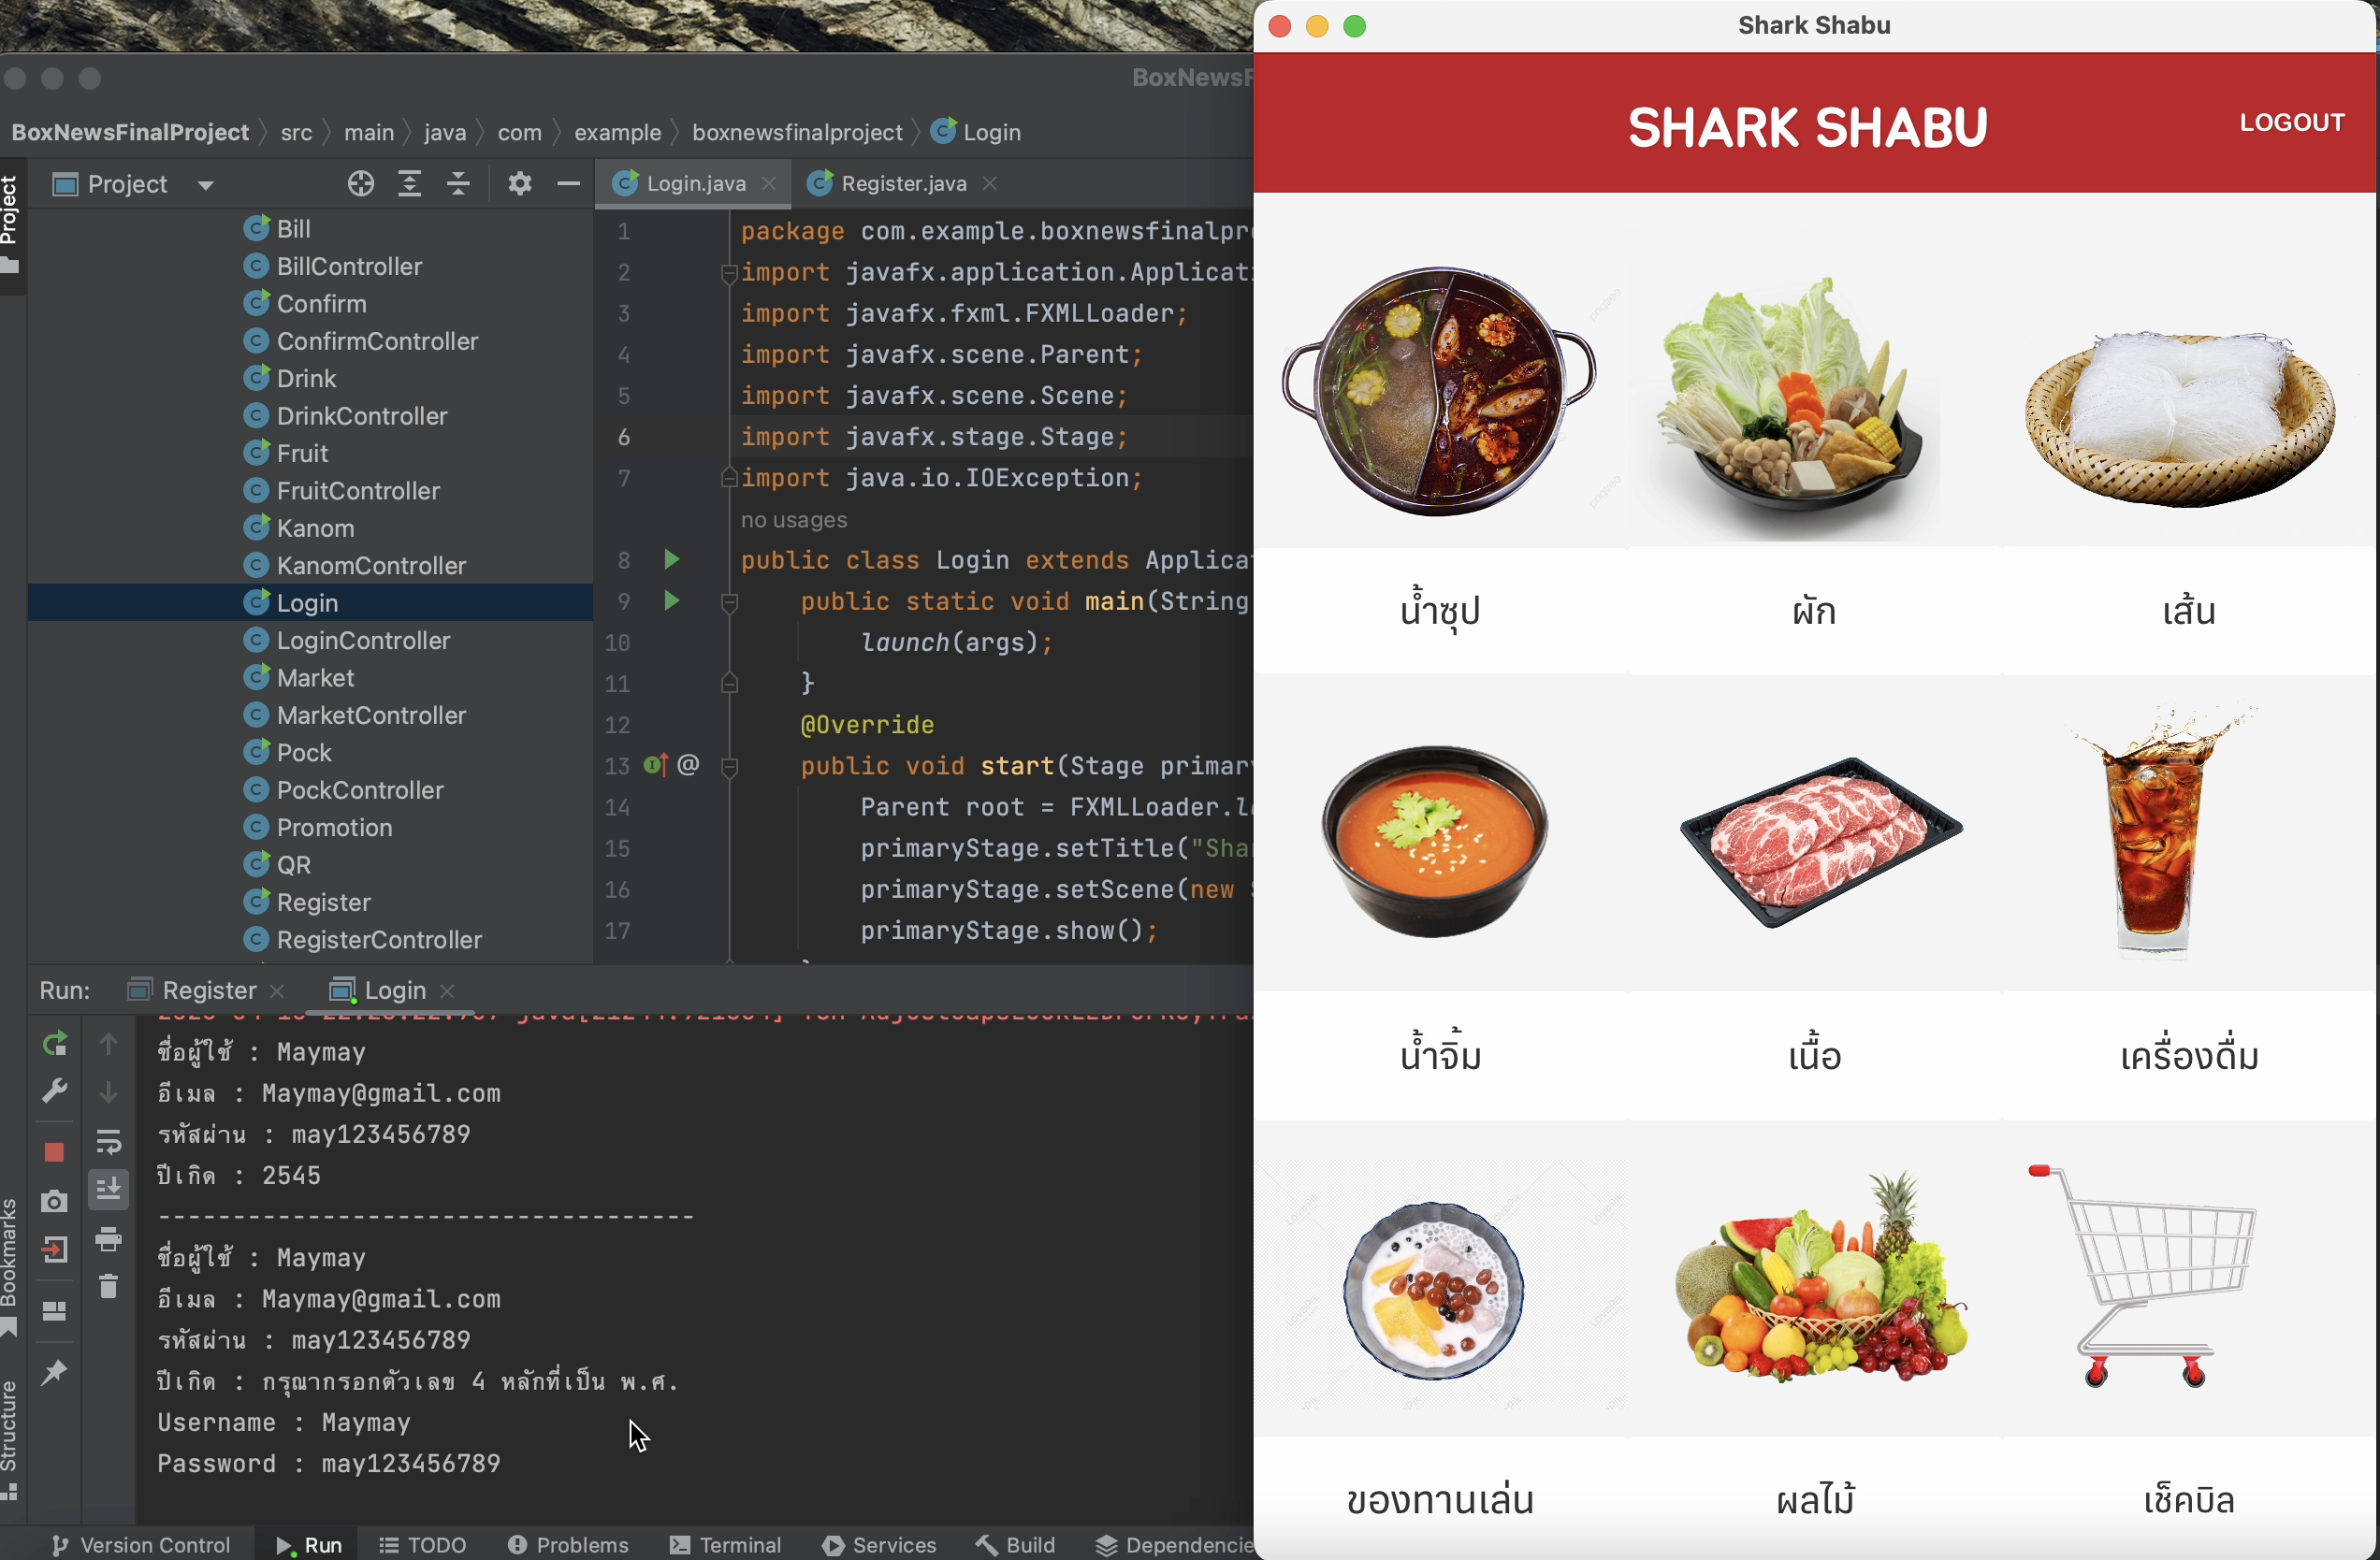 BoxNewsF
BoxNewsFinalProject
src
main
java
com
example
boxnewsfinalproject
Login
Project
Project
Login.java
Register.java
Bill
BillController
Confirm
ConfirmController
Drink
DrinkController
Fruit
FruitController
Kanom
KanomController
Login
LoginController
Market
MarketController
Pock
PockController
Promotion
QR
Register
RegisterController
1 package com.example.boxnewsfinalpr
2 import javafx.application.Applicat
3 import javafx.fxml.FXMLLoader;
4 import javafx.scene.Parent;
5 import javafx.scene.Scene;
6 import javafx.stage.Stage;
7 import java.io.IOException;
no usages
8 public class Login extends Applica
9 public static void main(String
10 launch(args);
11 }
12 @Override
13 public void start(Stage primar
14 Parent root = FXMLLoader.l
15 primaryStage.setTitle("Sha
16 primaryStage.setScene(new
17 primaryStage.show();
Run:
Register
Login
ชื่อผู้ใช้ : Maymay
อีเมล : Maymay@gmail.com
รหัสผ่าน : may123456789
ปีเกิด : 2545
------------------------------------
ชื่อผู้ใช้ : Maymay
อีเมล : Maymay@gmail.com
รหัสผ่าน : may123456789
ปีเกิด : กรุณากรอกตัวเลข 4 หลักที่เป็น พ.ศ.
Username : Maymay
Password : may123456789
Bookmarks
Structure
Version Control
Run
TODO
Problems
Terminal
Services
Build
Dependencie
Shark Shabu
SHARK SHABU
LOGOUT
pngtree
pngtree
น้ำซุป
ผัก
เส้น
น้ำจิ้ม
เนื้อ
เครื่องดื่ม
ของทานเล่น
ผลไม้
เช็คบิล